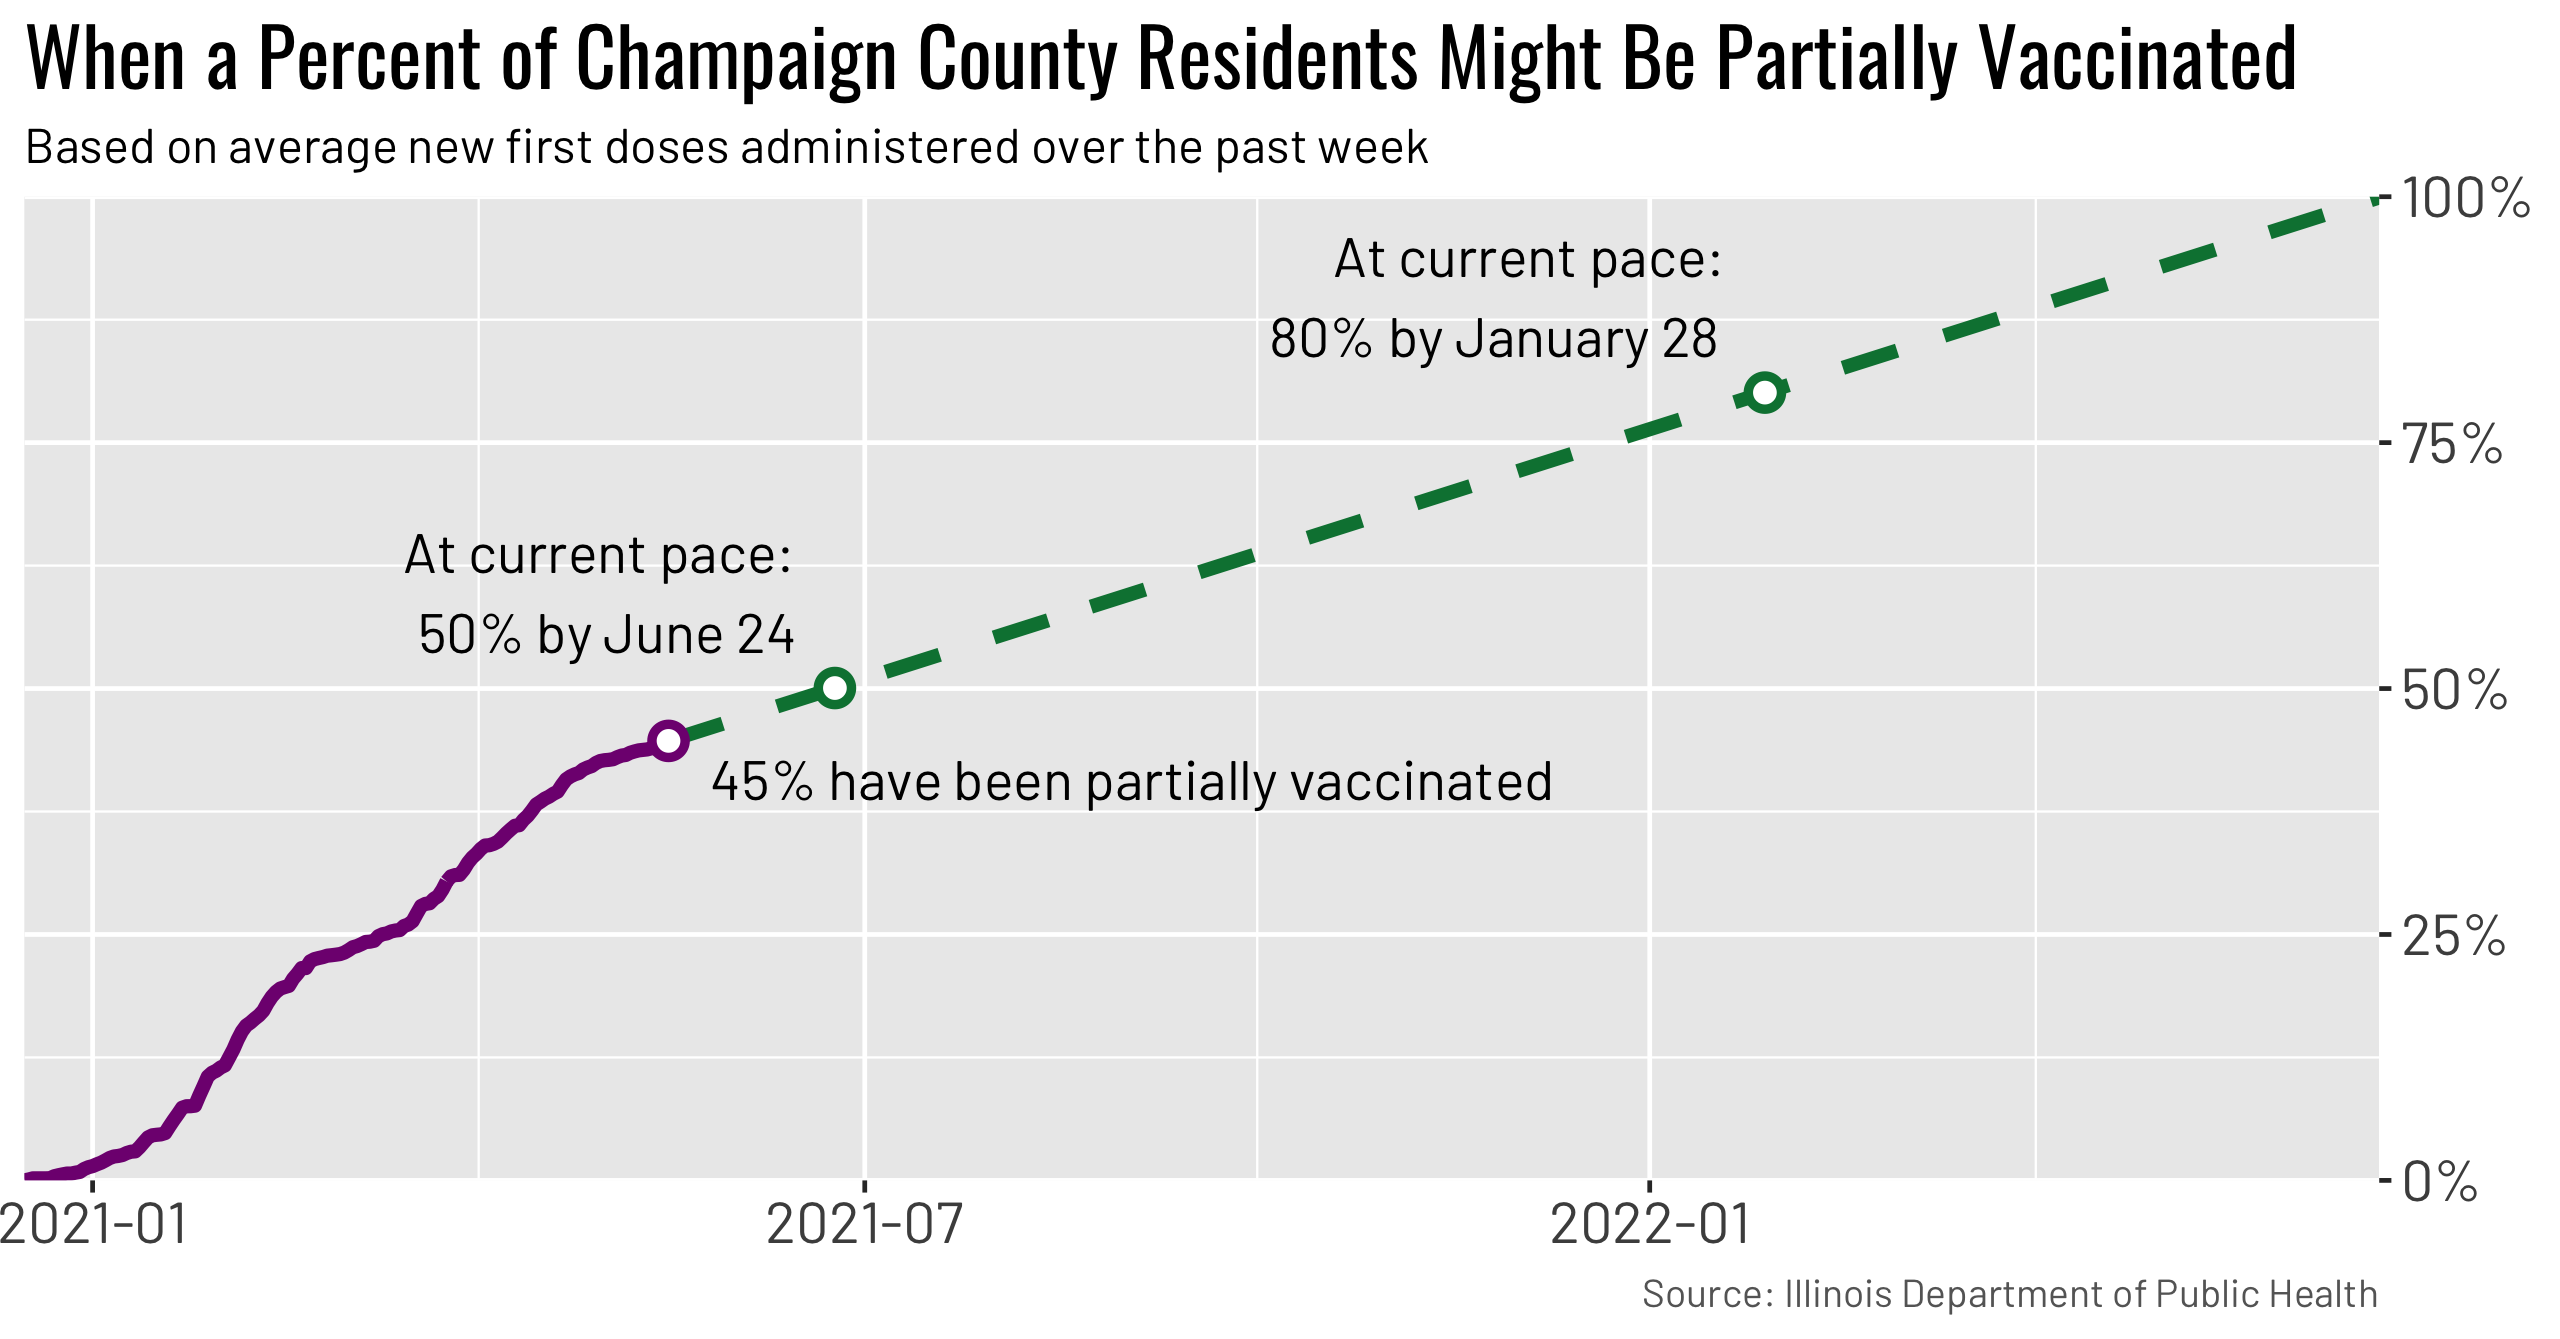 When a Percent of Champaign County Residents Might Be Partially Vaccinated
Based on average new first doses administered over the past week
100%
At current pace:
80% by January 28
75%
At current pace:
50% by June 24
50%
45% have been partially vaccinated
25%
0%
2021-01
2021-07
2022-01
Source: Illinois Department of Public Health